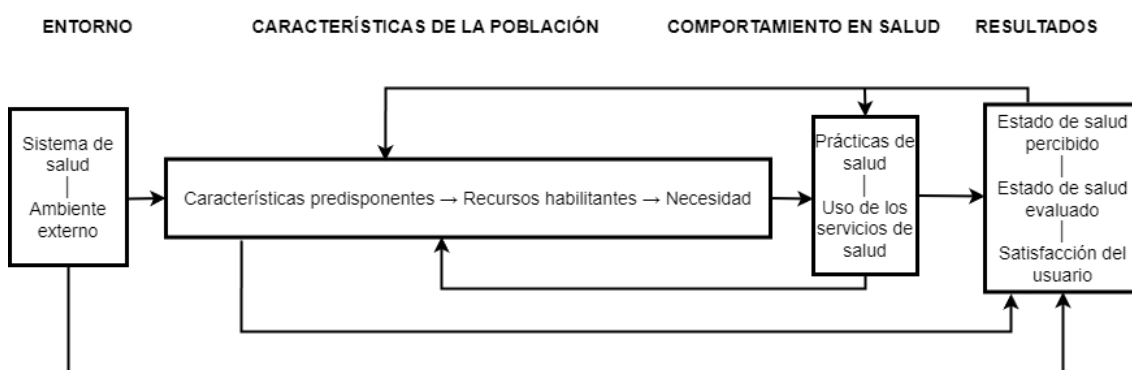 ENTORNO
CARACTERÍSTICAS DE LA POBLACIÓN
COMPORTAMIENTO EN SALUD
RESULTADOS
Sistema de
salud
Ambiente
externo
Características predisponentes → Recursos habilitantes → Necesidad
Prácticas de
salud
Uso de los
servicios de
salud
Estado de salud
percibido
Estado de salud
evaluado
Satisfacción del
usuario